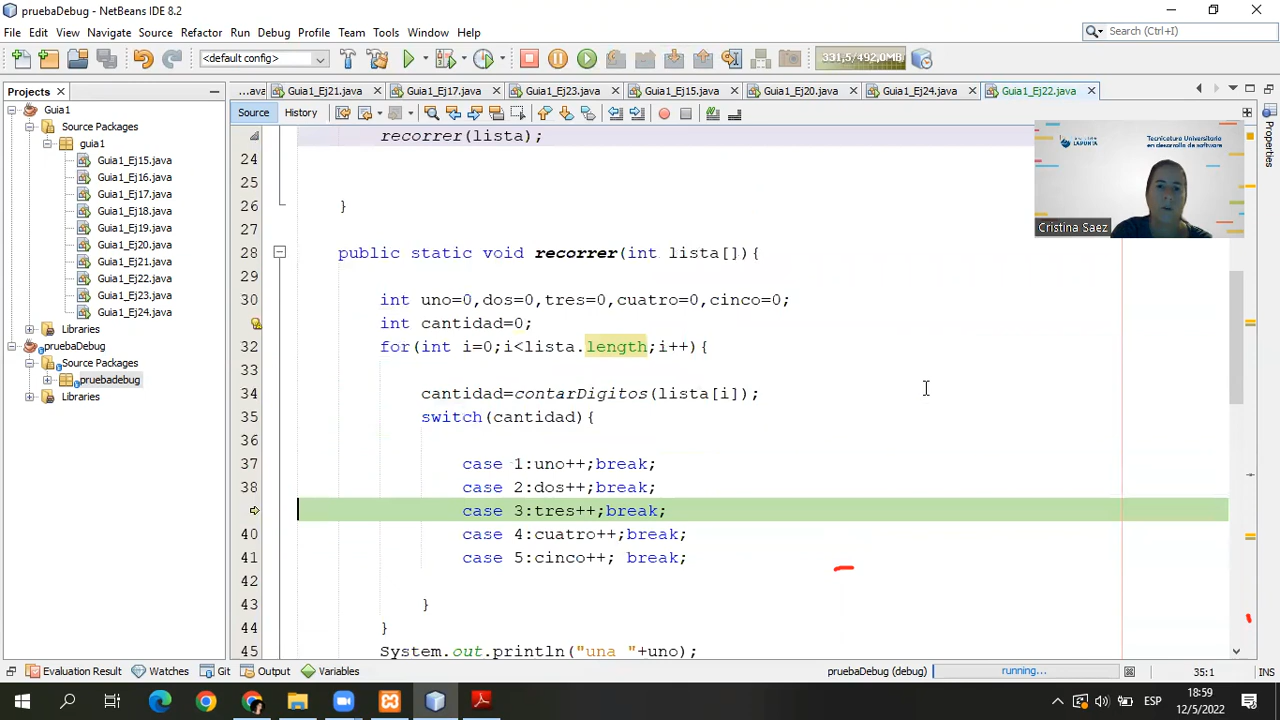 pruebaDebug - NetBeans IDE 8.2
File Edit View Navigate Source Refactor Run Debug Profile Team Tools Window Help
Search (Ctrl+I)
<default config>
331,5/492,0MB
Projects
...ava Guia1_Ej21.java Guia1_Ej17.java Guia1_Ej23.java Guia1_Ej15.java Guia1_Ej20.java Guia1_Ej24.java Guia1_Ej22.java
Source History
Properties
Guia1
Source Packages
guia1
Guia1_Ej15.java
Guia1_Ej16.java
Guia1_Ej17.java
Guia1_Ej18.java
Guia1_Ej19.java
Guia1_Ej20.java
Guia1_Ej21.java
Guia1_Ej22.java
Guia1_Ej23.java
Guia1_Ej24.java
Libraries
pruebaDebug
Source Packages
pruebadebug
Libraries
recorrer(lista);
24
25
26 }
27
28 public static void recorrer(int lista[]){
29
30 int uno=0,dos=0,tres=0,cuatro=0,cinco=0;
int cantidad=0;
32 for(int i=0;i<lista.length;i++){
33
34 cantidad=contarDigitos(lista[i]);
35 switch(cantidad){
36
37 case 1:uno++;break;
38 case 2:dos++;break;
case 3:tres++;break;
40 case 4:cuatro++;break;
41 case 5:cinco++; break;
42
43 }
44 }
45 System.out.println("una "+uno);
LA PUNTA
Tecnicatura Universitaria
en desarrollo de software
Cristina Saez
Evaluation Result Watches Git Output Variables
pruebaDebug (debug) running... 35:1 INS
ESP
18:59
12/5/2022